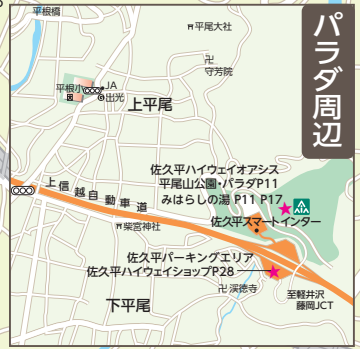 平根橋
パラダ周辺
平尾大社
卍
守芳院
平根小
JA
出光
上平尾
佐久平ハイウェイオアシス
平尾山公園・パラダP11
みはらしの湯 P11 P17
上信越自動車道
佐久平スマートインター
柴宮神社
佐久平パーキングエリア
佐久平ハイウェイショップP28
卍 渓徳寺
下平尾
至軽井沢
藤岡JCT